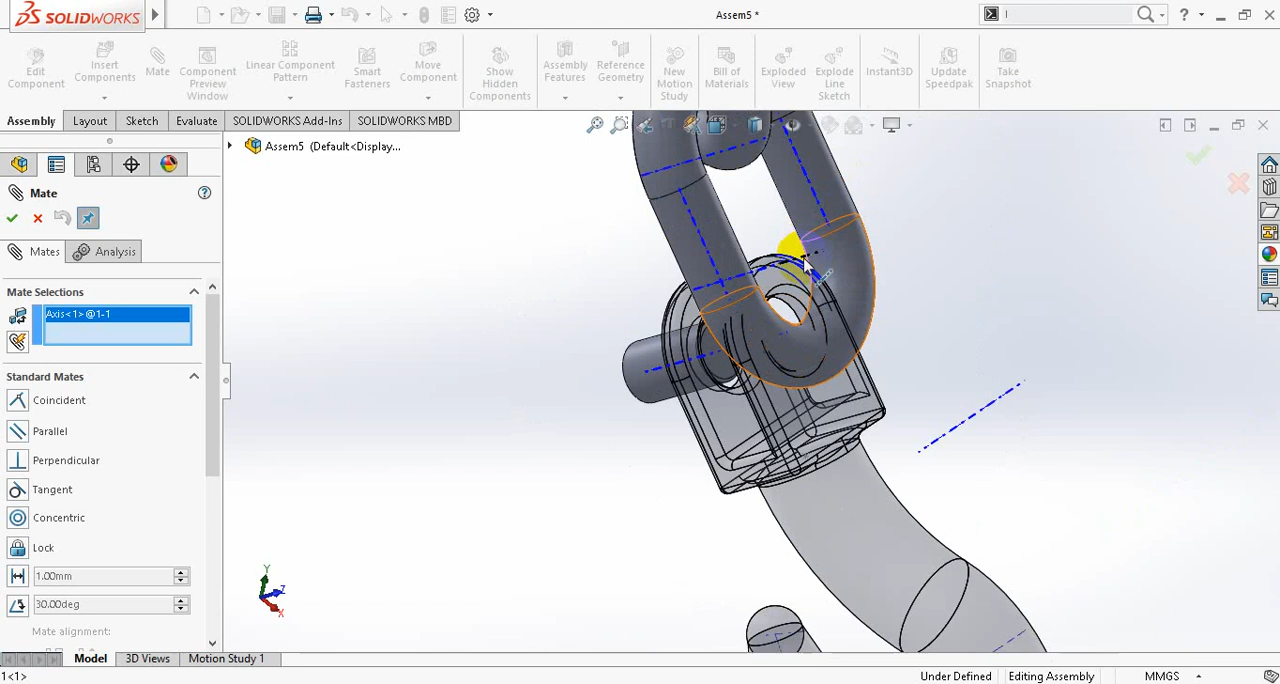 SOLIDWORKS
Assem5 *
Edit Component
Insert Components
Mate
Component Preview Window
Linear Component Pattern
Smart Fasteners
Move Component
Show Hidden Components
Assembly Features
Reference Geometry
New Motion Study
Bill of Materials
Exploded View
Explode Line Sketch
Instant3D
Update Speedpak
Take Snapshot
Assembly
Layout
Sketch
Evaluate
SOLIDWORKS Add-Ins
SOLIDWORKS MBD
Assem5 (Default<Display...
Mate
Mates
Analysis
Mate Selections
Axis<1>@1-1
Standard Mates
Coincident
Parallel
Perpendicular
Tangent
Concentric
Lock
1.00mm
30.00deg
Mate alignment:
Y
Z
X
Model
3D Views
Motion Study 1
1<1>
Under Defined
Editing Assembly
MMGS